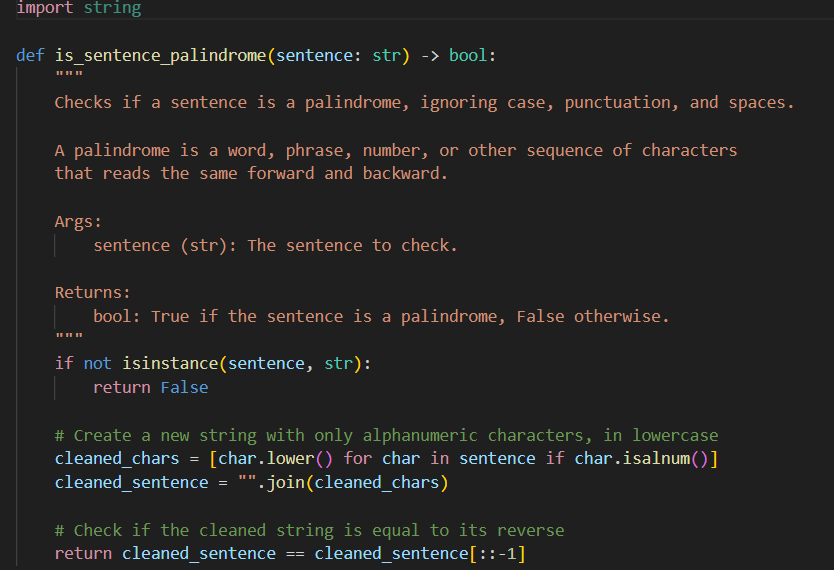 import string
def is_sentence_palindrome(sentence: str) -> bool:
"""
Checks if a sentence is a palindrome, ignoring case, punctuation, and spaces.
A palindrome is a word, phrase, number, or other sequence of characters
that reads the same forward and backward.
Args:
sentence (str): The sentence to check.
Returns:
bool: True if the sentence is a palindrome, False otherwise.
"""
if not isinstance(sentence, str):
return False
# Create a new string with only alphanumeric characters, in lowercase
cleaned_chars = [char.lower() for char in sentence if char.isalnum()]
cleaned_sentence = "".join(cleaned_chars)
# Check if the cleaned string is equal to its reverse
return cleaned_sentence == cleaned_sentence[::-1]